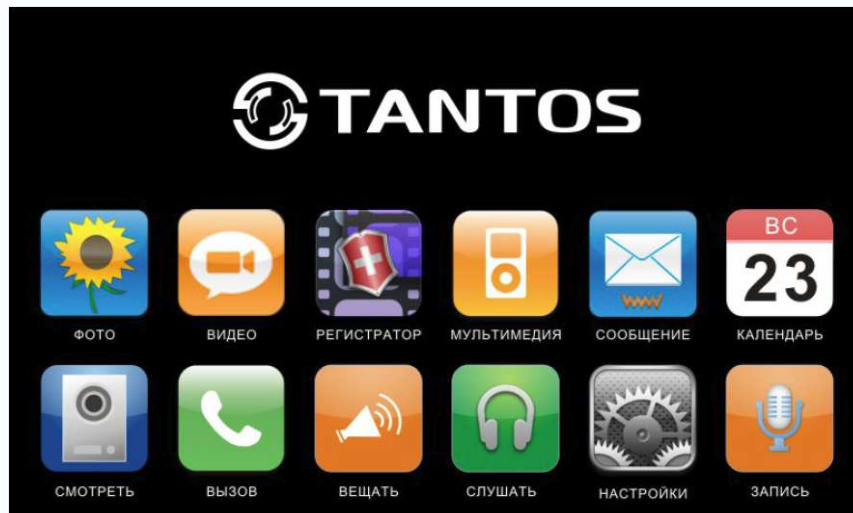 TANTOS
ВС
23
ФОТО
ВИДЕО
РЕГИСТРАТОР
МУЛЬТИМЕДИЯ
СООБЩЕНИЕ
КАЛЕНДАРЬ
СМОТРЕТЬ
ВЫЗОВ
ВЕЩАТЬ
СЛУШАТЬ
НАСТРОЙКИ
ЗАПИСЬ